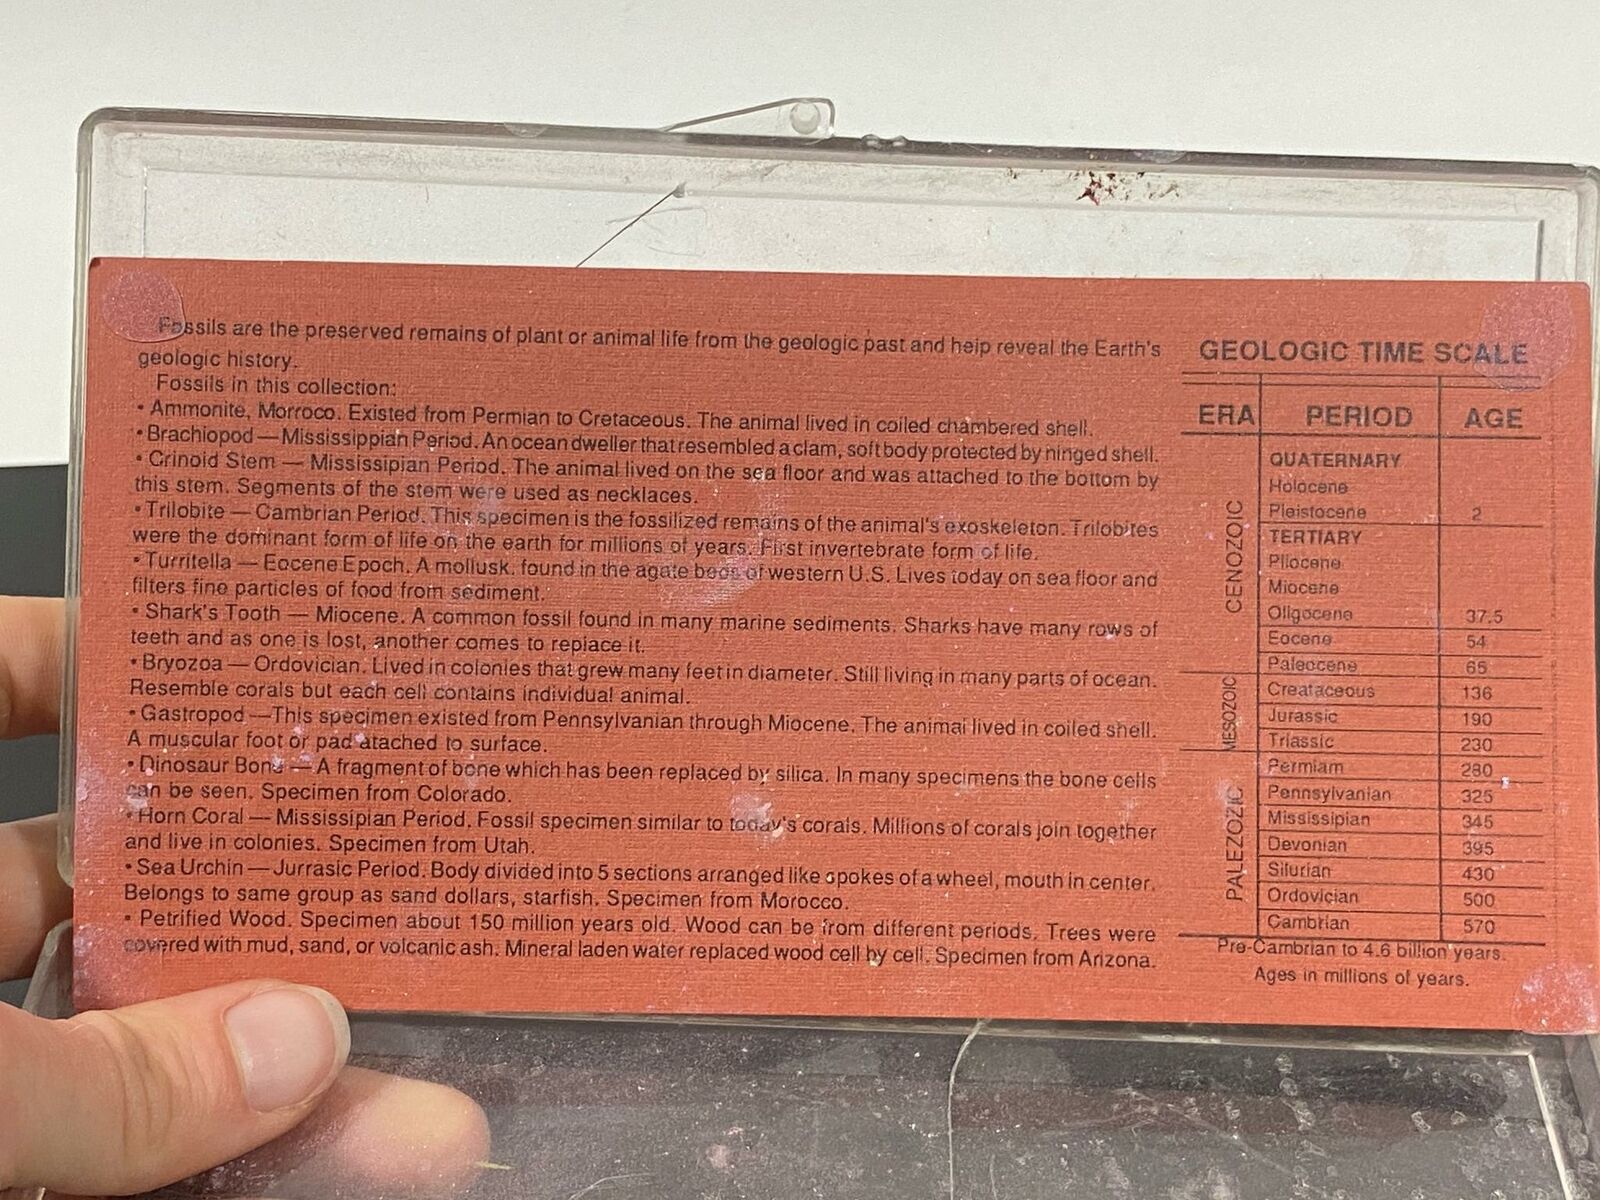 Fossils are the preserved remains of plant or animal life from the geologic past and help reveal the Earth's
geologic history.
Fossils in this collection:
• Ammonite, Morroco. Existed from Permian to Cretaceous. The animal lived in coiled chambered shell.
• Brachiopod — Mississippian Period. An ocean dweller that resembled a clam, soft body protected by hinged shell.
• Crinoid Stem — Mississipian Period. The animal lived on the sea floor and was attached to the bottom by
this stem. Segments of the stem were used as necklaces.
• Trilobite — Cambrian Period. This specimen is the fossilized remains of the animal's exoskeleton. Trilobites
were the dominant form of life on the earth for millions of years. First invertebrate form of life.
• Turritella — Eocene Epoch. A mollusk. found in the agate beds of western U.S. Lives today on sea floor and
filters fine particles of food from sediment.
• Shark's Tooth — Miocene. A common fossil found in many marine sediments. Sharks have many rows of
teeth and as one is lost, another comes to replace it.
• Bryozoa — Ordovician. Lived in colonies that grew many feet in diameter. Still living in many parts of ocean.
Resemble corals but each cell contains individual animal.
• Gastropod —This specimen existed from Pennsylvanian through Miocene. The animal lived in coiled shell.
A muscular foot or pad atached to surface.
• Dinosaur Bone — A fragment of bone which has been replaced by silica. In many specimens the bone cells
can be seen. Specimen from Colorado.
• Horn Coral — Mississipian Period. Fossil specimen similar to today's corals. Millions of corals join together
and live in colonies. Specimen from Utah.
• Sea Urchin — Jurrasic Period. Body divided into 5 sections arranged like spokes of a wheel, mouth in center.
Belongs to same group as sand dollars, starfish. Specimen from Morocco.
• Petrified Wood. Specimen about 150 million years old. Wood can be from different periods. Trees were
covered with mud, sand, or volcanic ash. Mineral laden water replaced wood cell by cell. Specimen from Arizona.
GEOLOGIC TIME SCALE
ERA PERIOD AGE
CENOZOIC
QUATERNARY
Holocene
Pleistocene 2
TERTIARY
Pliocene
Miocene
Oligocene 37.5
Eocene 54
Paleocene 65
MESOZOIC
Creataceous 136
Jurassic 190
Triassic 230
PALEZOZIC
Permiam 280
Pennsylvanian 325
Mississipian 345
Devonian 395
Silurian 430
Ordovician 500
Cambrian 570
Pre-Cambrian to 4.6 billion years.
Ages in millions of years.